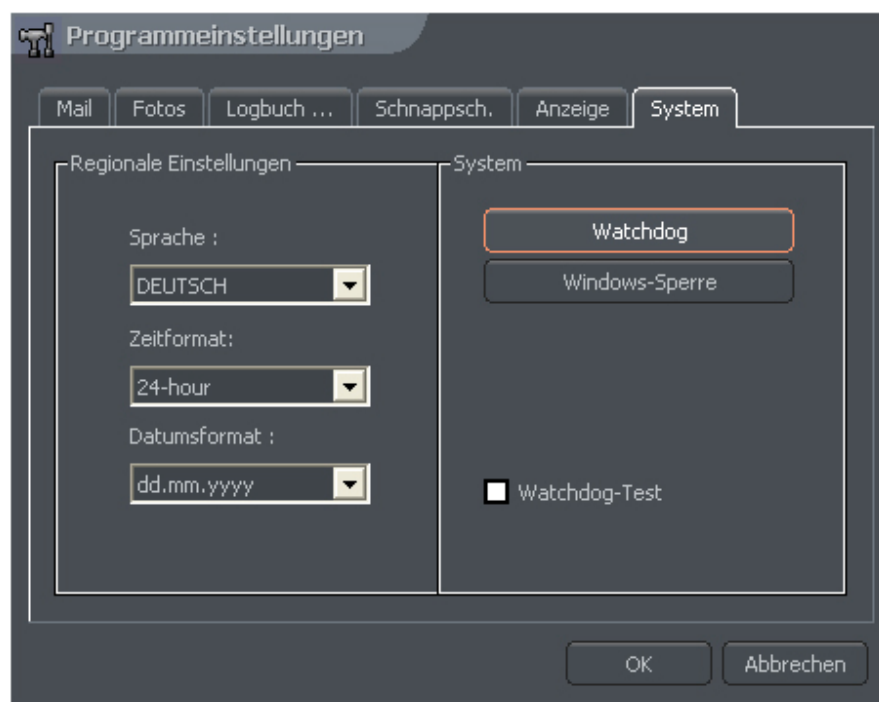 Programmeinstellungen
Mail
Fotos
Logbuch ...
Schnappsch.
Anzeige
System
Regionale Einstellungen
Sprache :
DEUTSCH
Zeitformat:
24-hour
Datumsformat :
dd.mm.yyyy
System
Watchdog
Windows-Sperre
Watchdog-Test
OK
Abbrechen